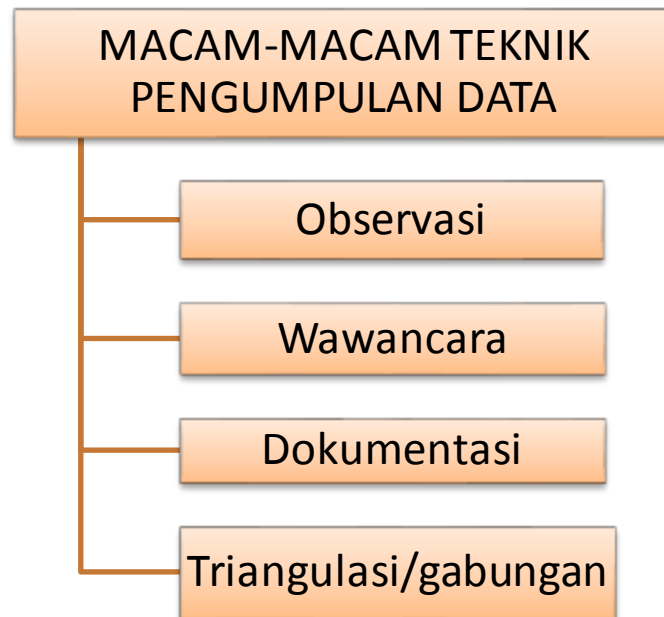 MACAM-MACAM TEKNIK
PENGUMPULAN DATA
Observasi
Wawancara
Dokumentasi
Triangulasi/gabungan